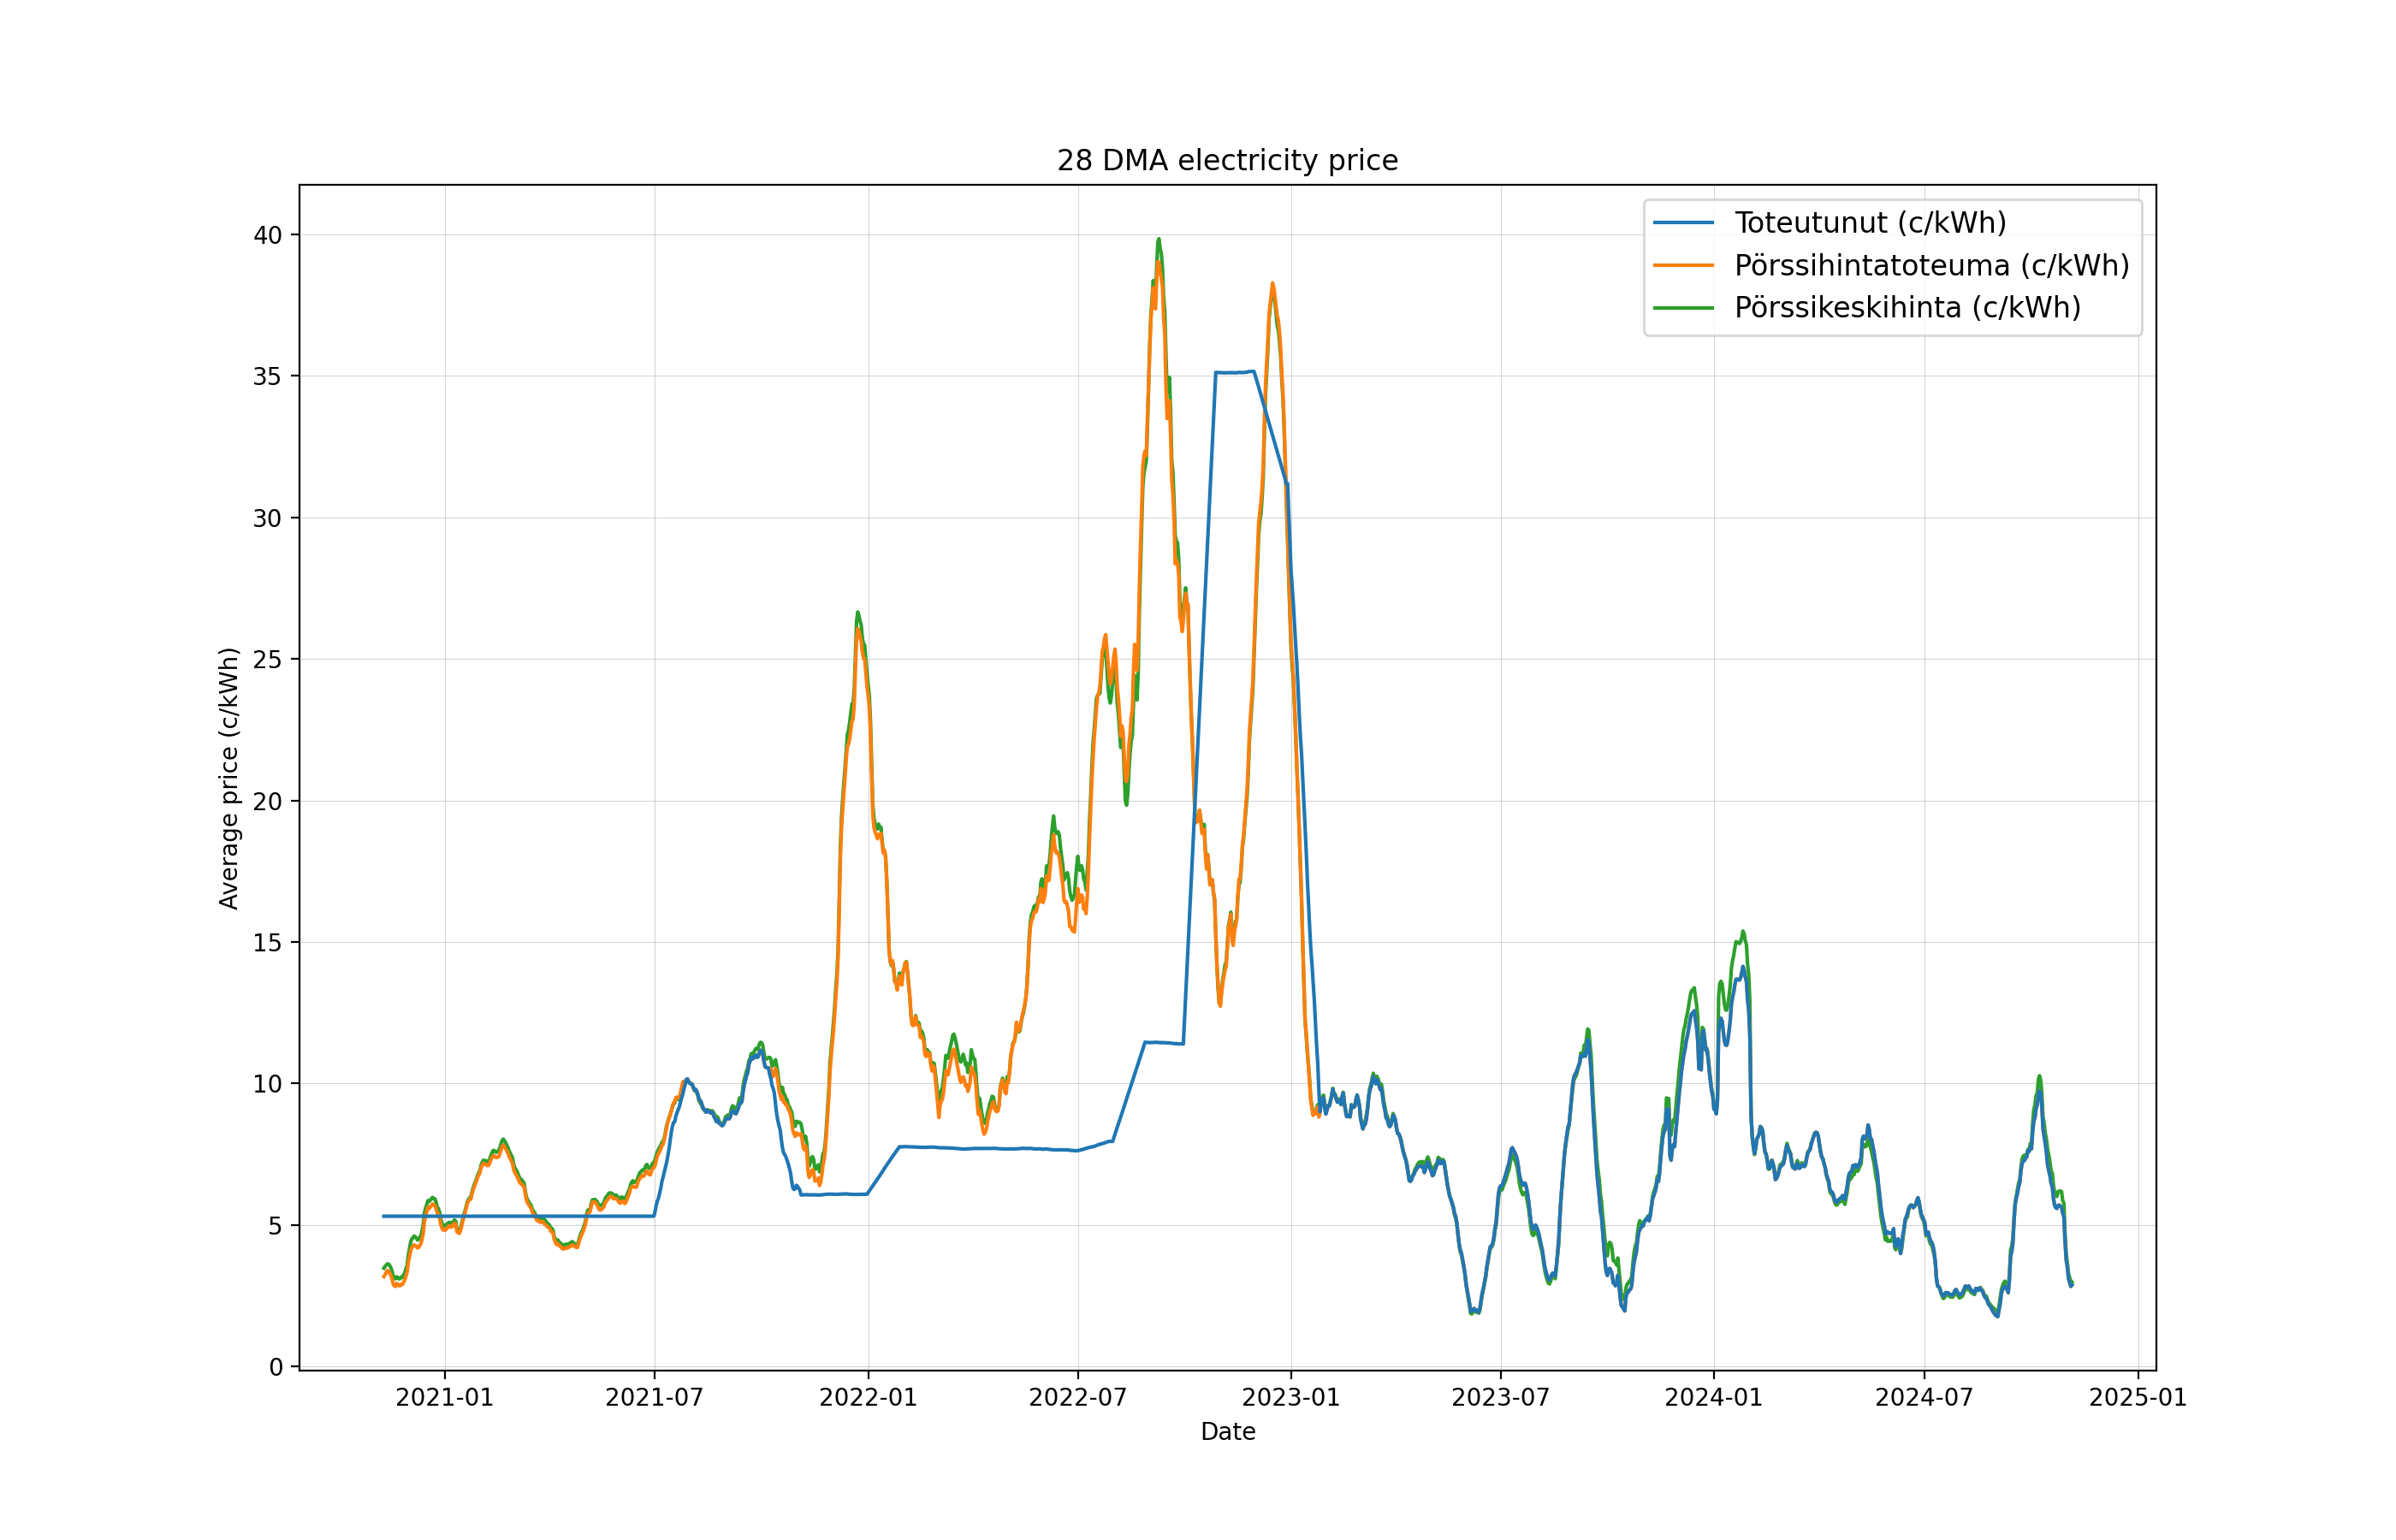 28 DMA electricity price
Toteutunut (c/kWh)
Pörssihintatoteuma (c/kWh)
Pörssikeskihinta (c/kWh)
Average price (c/kWh)
40
35
30
25
20
15
10
5
0
2021-01 2021-07 2022-01 2022-07 2023-01 2023-07 2024-01 2024-07 2025-01
Date